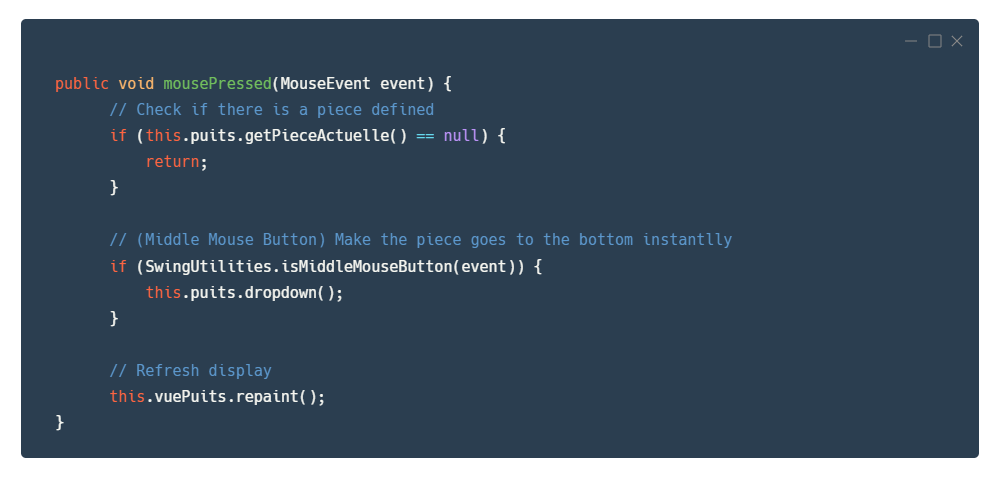 public void mousePressed(MouseEvent event) {
// Check if there is a piece defined
if (this.puits.getPieceActuelle() == null) {
return;
}
// (Middle Mouse Button) Make the piece goes to the bottom instantlly
if (SwingUtilities.isMiddleMouseButton(event)) {
this.puits.dropdown();
}
// Refresh display
this.vuePuits.repaint();
}